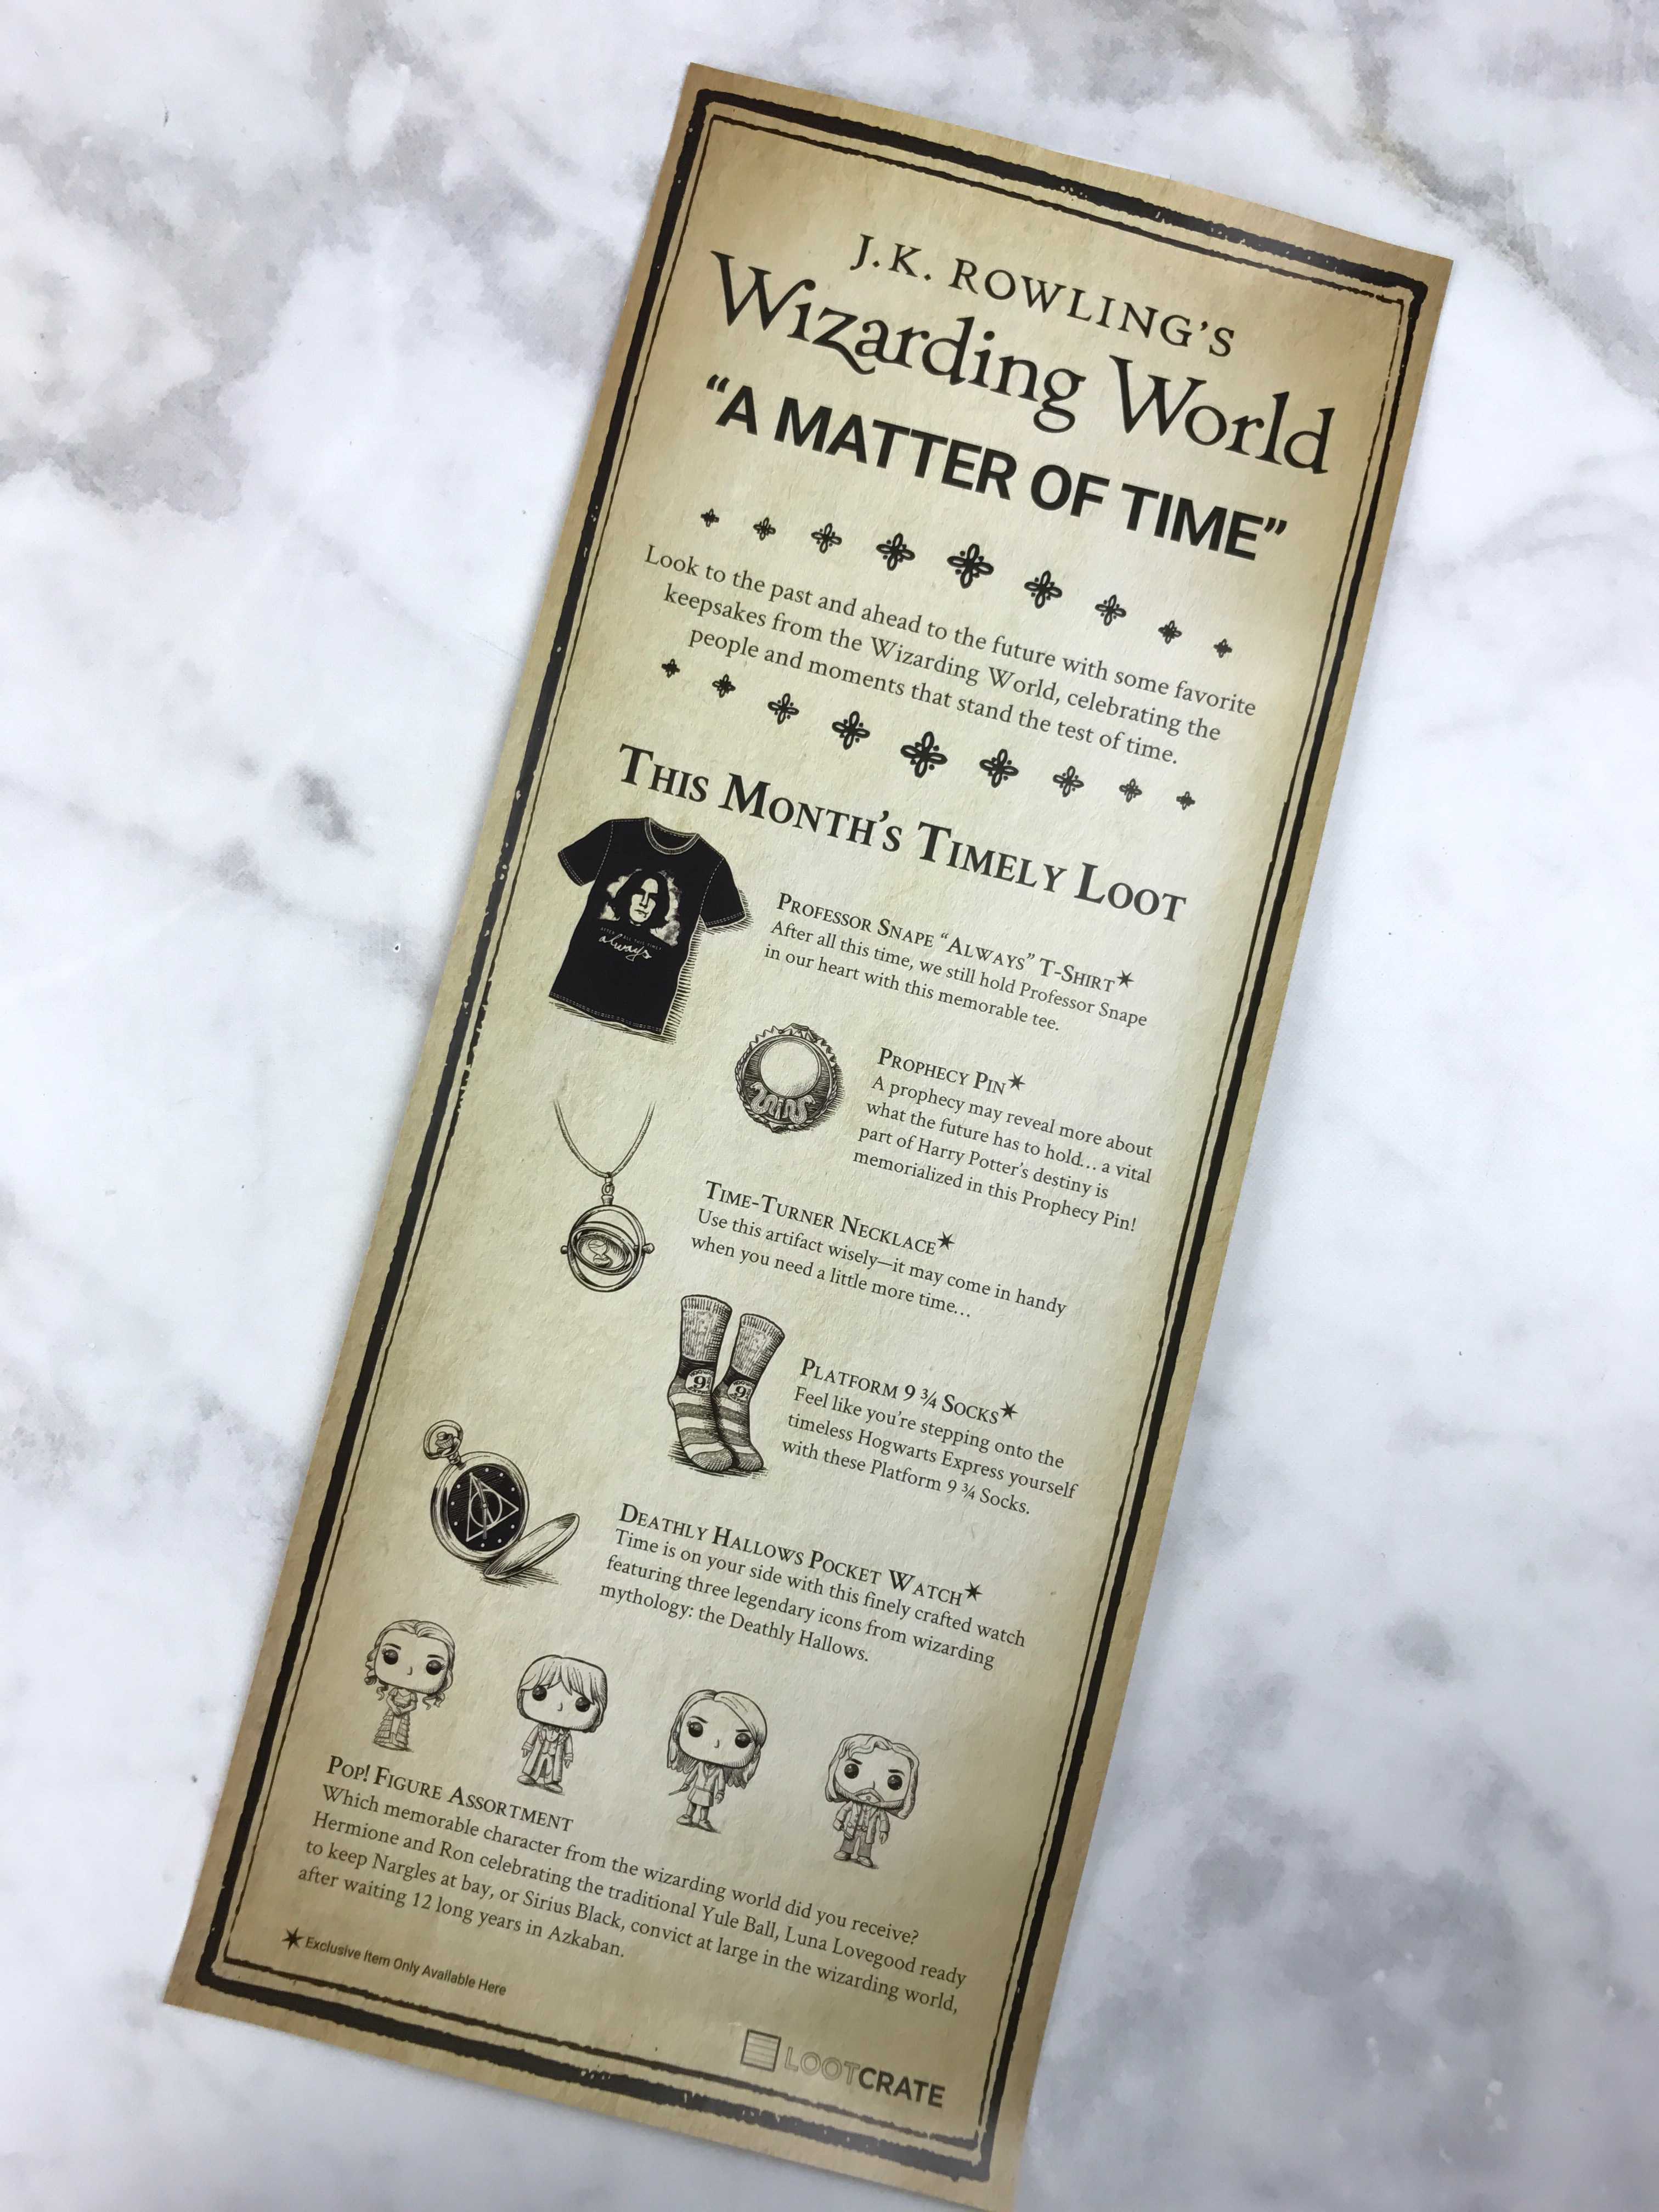 J.K. ROWLING'S
Wizarding World
“A MATTER OF TIME”
Look to the past and ahead to the future with some favorite
keepsakes from the Wizarding World, celebrating the
people and moments that stand the test of time.
THIS MONTH'S TIMELY LOOT
AFTER ALL THIS TIME?
always
PROFESSOR SNAPE “ALWAYS” T-SHIRT✶
After all this time, we still hold Professor Snape
in our heart with this memorable tee.
PROPHECY PIN✶
A prophecy may reveal more about
what the future has to hold... a vital
part of Harry Potter's destiny is
memorialized in this Prophecy Pin!
TIME-TURNER NECKLACE✶
Use this artifact wisely—it may come in handy
when you need a little more time...
9¾ 9¾
PLATFORM 9 ¾ SOCKS✶
Feel like you're stepping onto the
timeless Hogwarts Express yourself
with these Platform 9 ¾ Socks.
DEATHLY HALLOWS POCKET WATCH✶
Time is on your side with this finely crafted watch
featuring three legendary icons from wizarding
mythology: the Deathly Hallows.
POP! FIGURE ASSORTMENT
Which memorable character from the wizarding world did you receive?
Hermione and Ron celebrating the traditional Yule Ball, Luna Lovegood ready
to keep Nargles at bay, or Sirius Black, convict at large in the wizarding world,
after waiting 12 long years in Azkaban.
✶Exclusive Item Only Available Here
LOOTCRATE